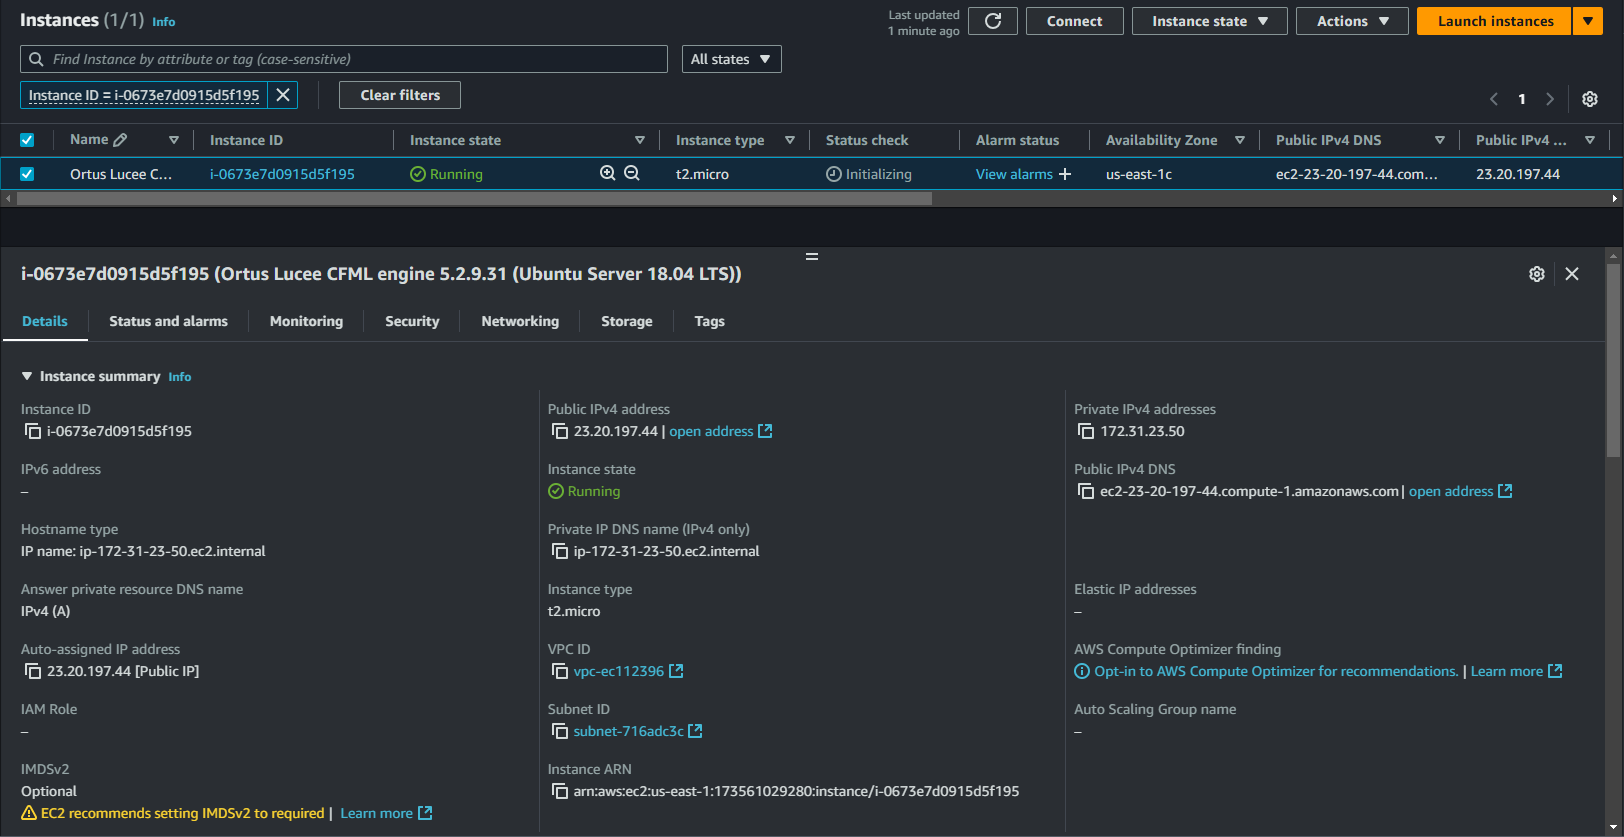 Instances (1/1) Info
Last updated
1 minute ago
Connect
Instance state
Actions
Launch instances
Find Instance by attribute or tag (case-sensitive)
All states
Instance ID = i-0673e7d0915d5f195
Clear filters
1
Name Instance ID Instance state Instance type Status check Alarm status Availability Zone Public IPv4 DNS Public IPv4 ...
Ortus Lucee C... i-0673e7d0915d5f195 Running t2.micro Initializing View alarms + us-east-1c ec2-23-20-197-44.com... 23.20.197.44
i-0673e7d0915d5f195 (Ortus Lucee CFML engine 5.2.9.31 (Ubuntu Server 18.04 LTS))
Details Status and alarms Monitoring Security Networking Storage Tags
Instance summary Info
Instance ID
i-0673e7d0915d5f195
Public IPv4 address
23.20.197.44 | open address
Private IPv4 addresses
172.31.23.50
IPv6 address
–
Instance state
Running
Public IPv4 DNS
ec2-23-20-197-44.compute-1.amazonaws.com | open address
Hostname type
IP name: ip-172-31-23-50.ec2.internal
Private IP DNS name (IPv4 only)
ip-172-31-23-50.ec2.internal
Answer private resource DNS name
IPv4 (A)
Instance type
t2.micro
Elastic IP addresses
–
Auto-assigned IP address
23.20.197.44 [Public IP]
VPC ID
vpc-ec112396
AWS Compute Optimizer finding
Opt-in to AWS Compute Optimizer for recommendations. | Learn more
IAM Role
–
Subnet ID
subnet-716adc3c
Auto Scaling Group name
–
IMDSv2
Optional
EC2 recommends setting IMDSv2 to required | Learn more
Instance ARN
arn:aws:ec2:us-east-1:173561029280:instance/i-0673e7d0915d5f195